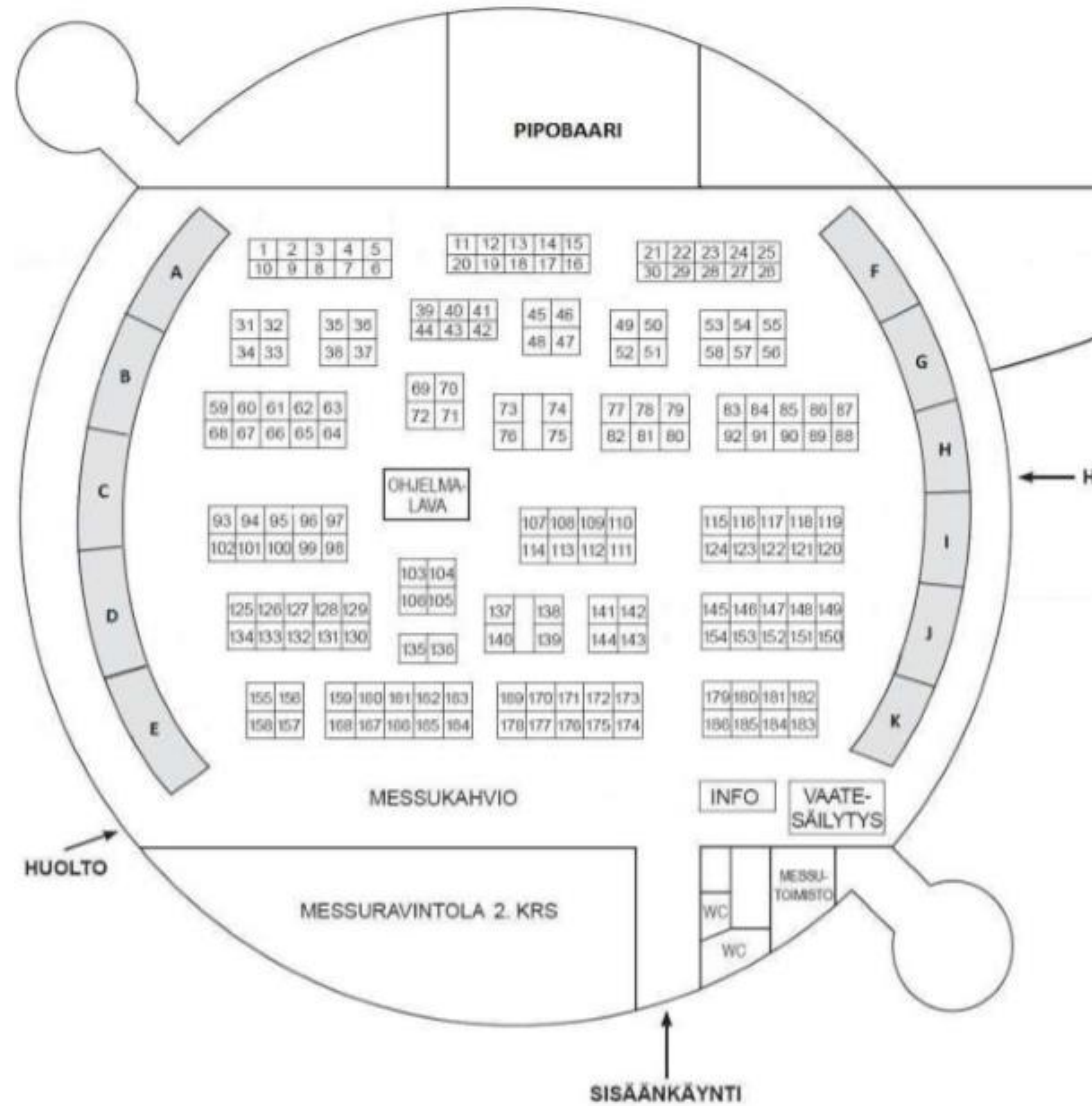 PIPOBAARI
A
F
1 2 3 4 5
10 9 8 7 6
11 12 13 14 15
20 19 18 17 16
21 22 23 24 25
30 29 28 27 26
B
G
31 32
34 33
35 36
38 37
39 40 41
44 43 42
45 46
48 47
49 50
52 51
53 54 55
58 57 56
59 60 61 62 63
68 67 66 65 64
69 70
72 71
73 74
76 75
77 78 79
82 81 80
83 84 85 86 87
92 91 90 89 88
C
H
H
OHJELMA-
LAVA
93 94 95 96 97
102 101 100 99 98
107 108 109 110
114 113 112 111
115 116 117 118 119
124 123 122 121 120
I
103 104
106 105
D
J
125 126 127 128 129
134 133 132 131 130
135 136
137 138
140 139
141 142
144 143
145 146 147 148 149
154 153 152 151 150
E
K
155 156
158 157
159 160 161 162 163
168 167 166 165 164
169 170 171 172 173
178 177 176 175 174
179 180 181 182
186 185 184 183
MESSUKAHVIO
INFO
VAATE-
SÄILYTYS
HUOLTO
MESSURAVINTOLA 2. KRS
WC
WC
MESSU-
TOIMISTO
SISÄÄNKÄYNTI